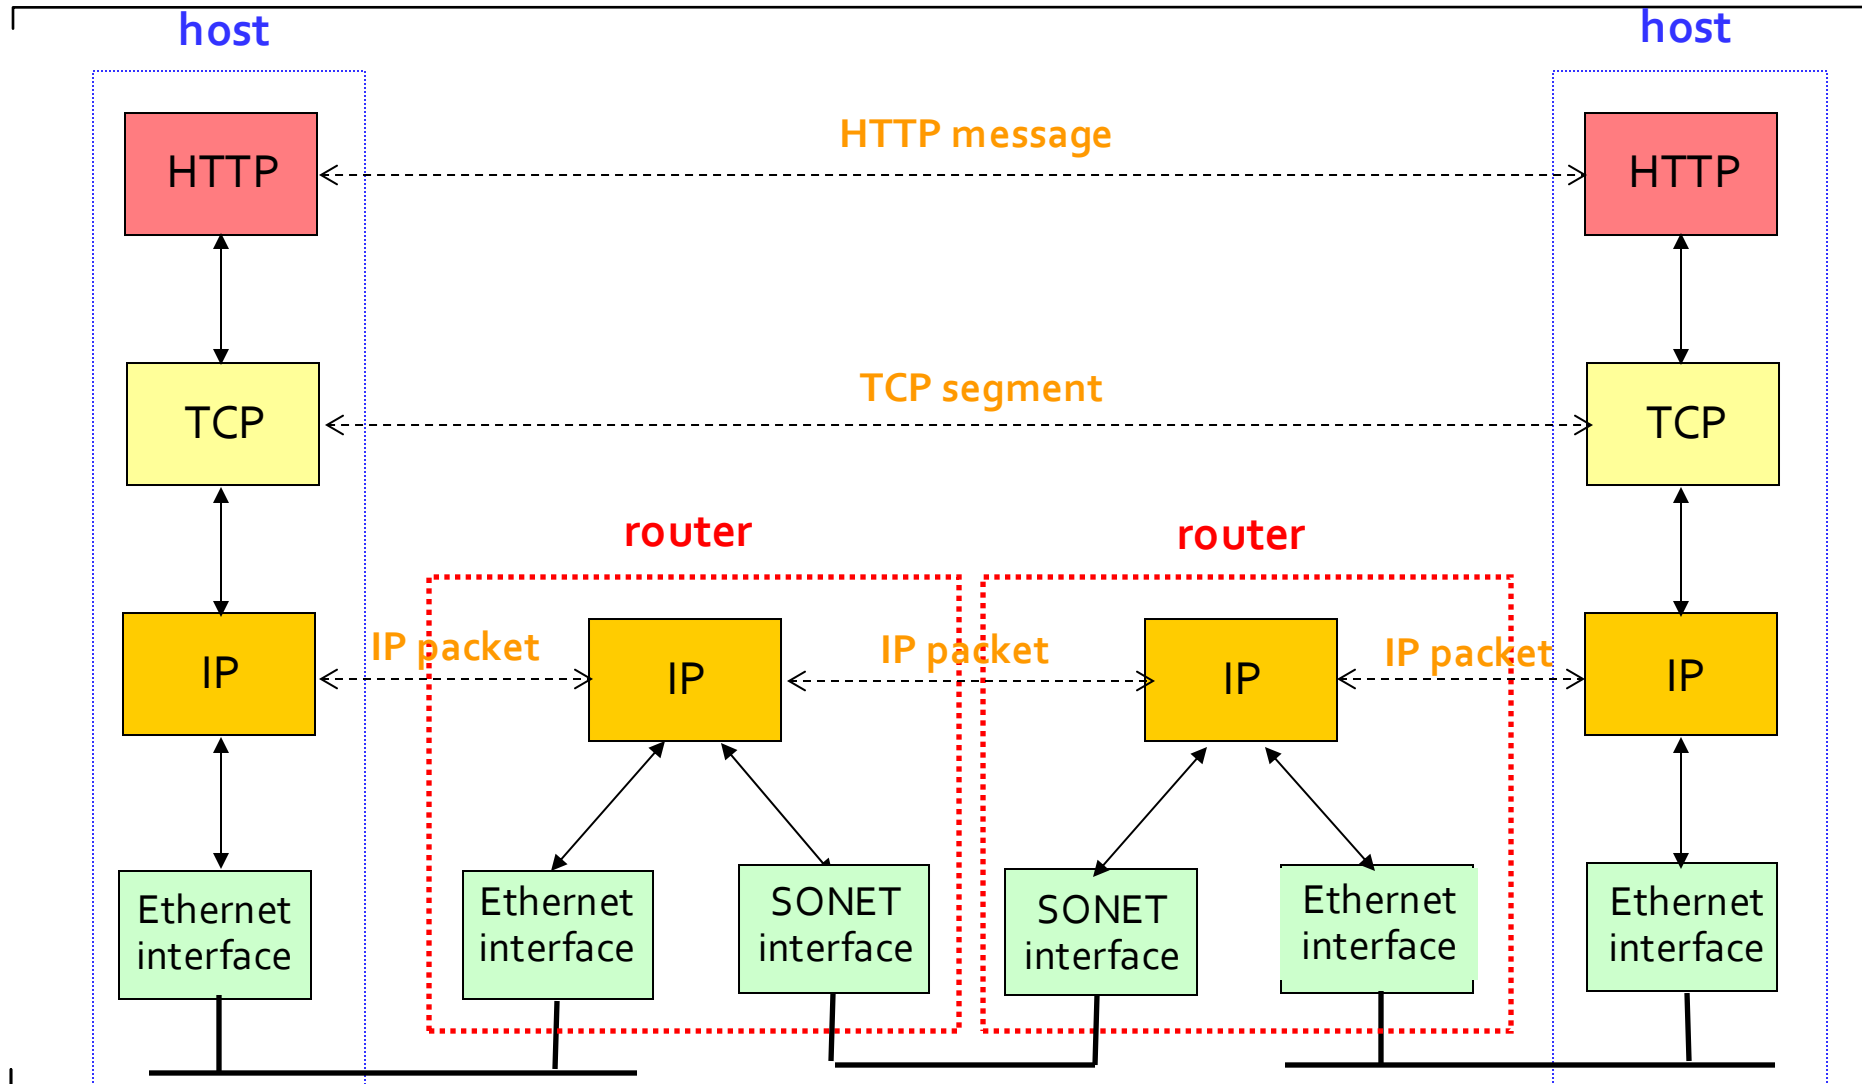 host
host
HTTP message
HTTP
HTTP
TCP segment
TCP
TCP
router
router
IP packet
IP packet
IP packet
IP
IP
IP
IP
Ethernet
interface
Ethernet
interface
SONET
interface
SONET
interface
Ethernet
interface
Ethernet
interface